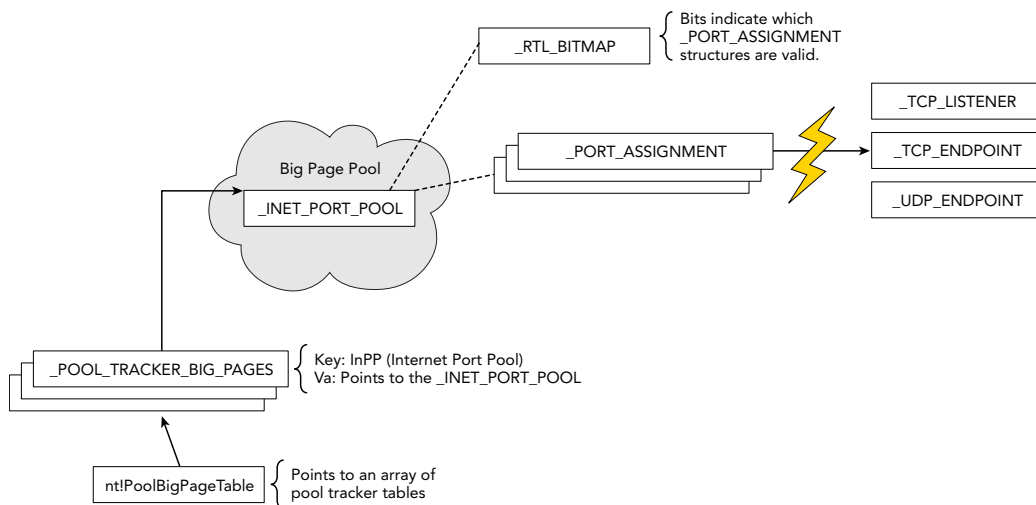 _RTL_BITMAP
Bits indicate which
_PORT_ASSIGNMENT
structures are valid.
_TCP_LISTENER
_PORT_ASSIGNMENT
_TCP_ENDPOINT
Big Page Pool
_INET_PORT_POOL
_UDP_ENDPOINT
_POOL_TRACKER_BIG_PAGES
Key: InPP (Internet Port Pool)
Va: Points to the _INET_PORT_POOL
nt!PoolBigPageTable
Points to an array of
pool tracker tables